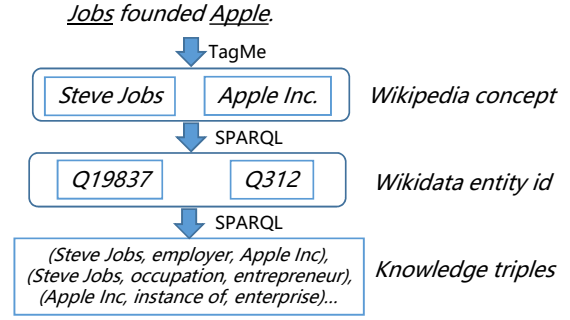 Jobs founded Apple.
TagMe
Steve Jobs Apple Inc. Wikipedia concept
SPARQL
Q19837 Q312 Wikidata entity id
SPARQL
(Steve Jobs, employer, Apple Inc),
(Steve Jobs, occupation, entrepreneur),
(Apple Inc, instance of, enterprise)...
Knowledge triples